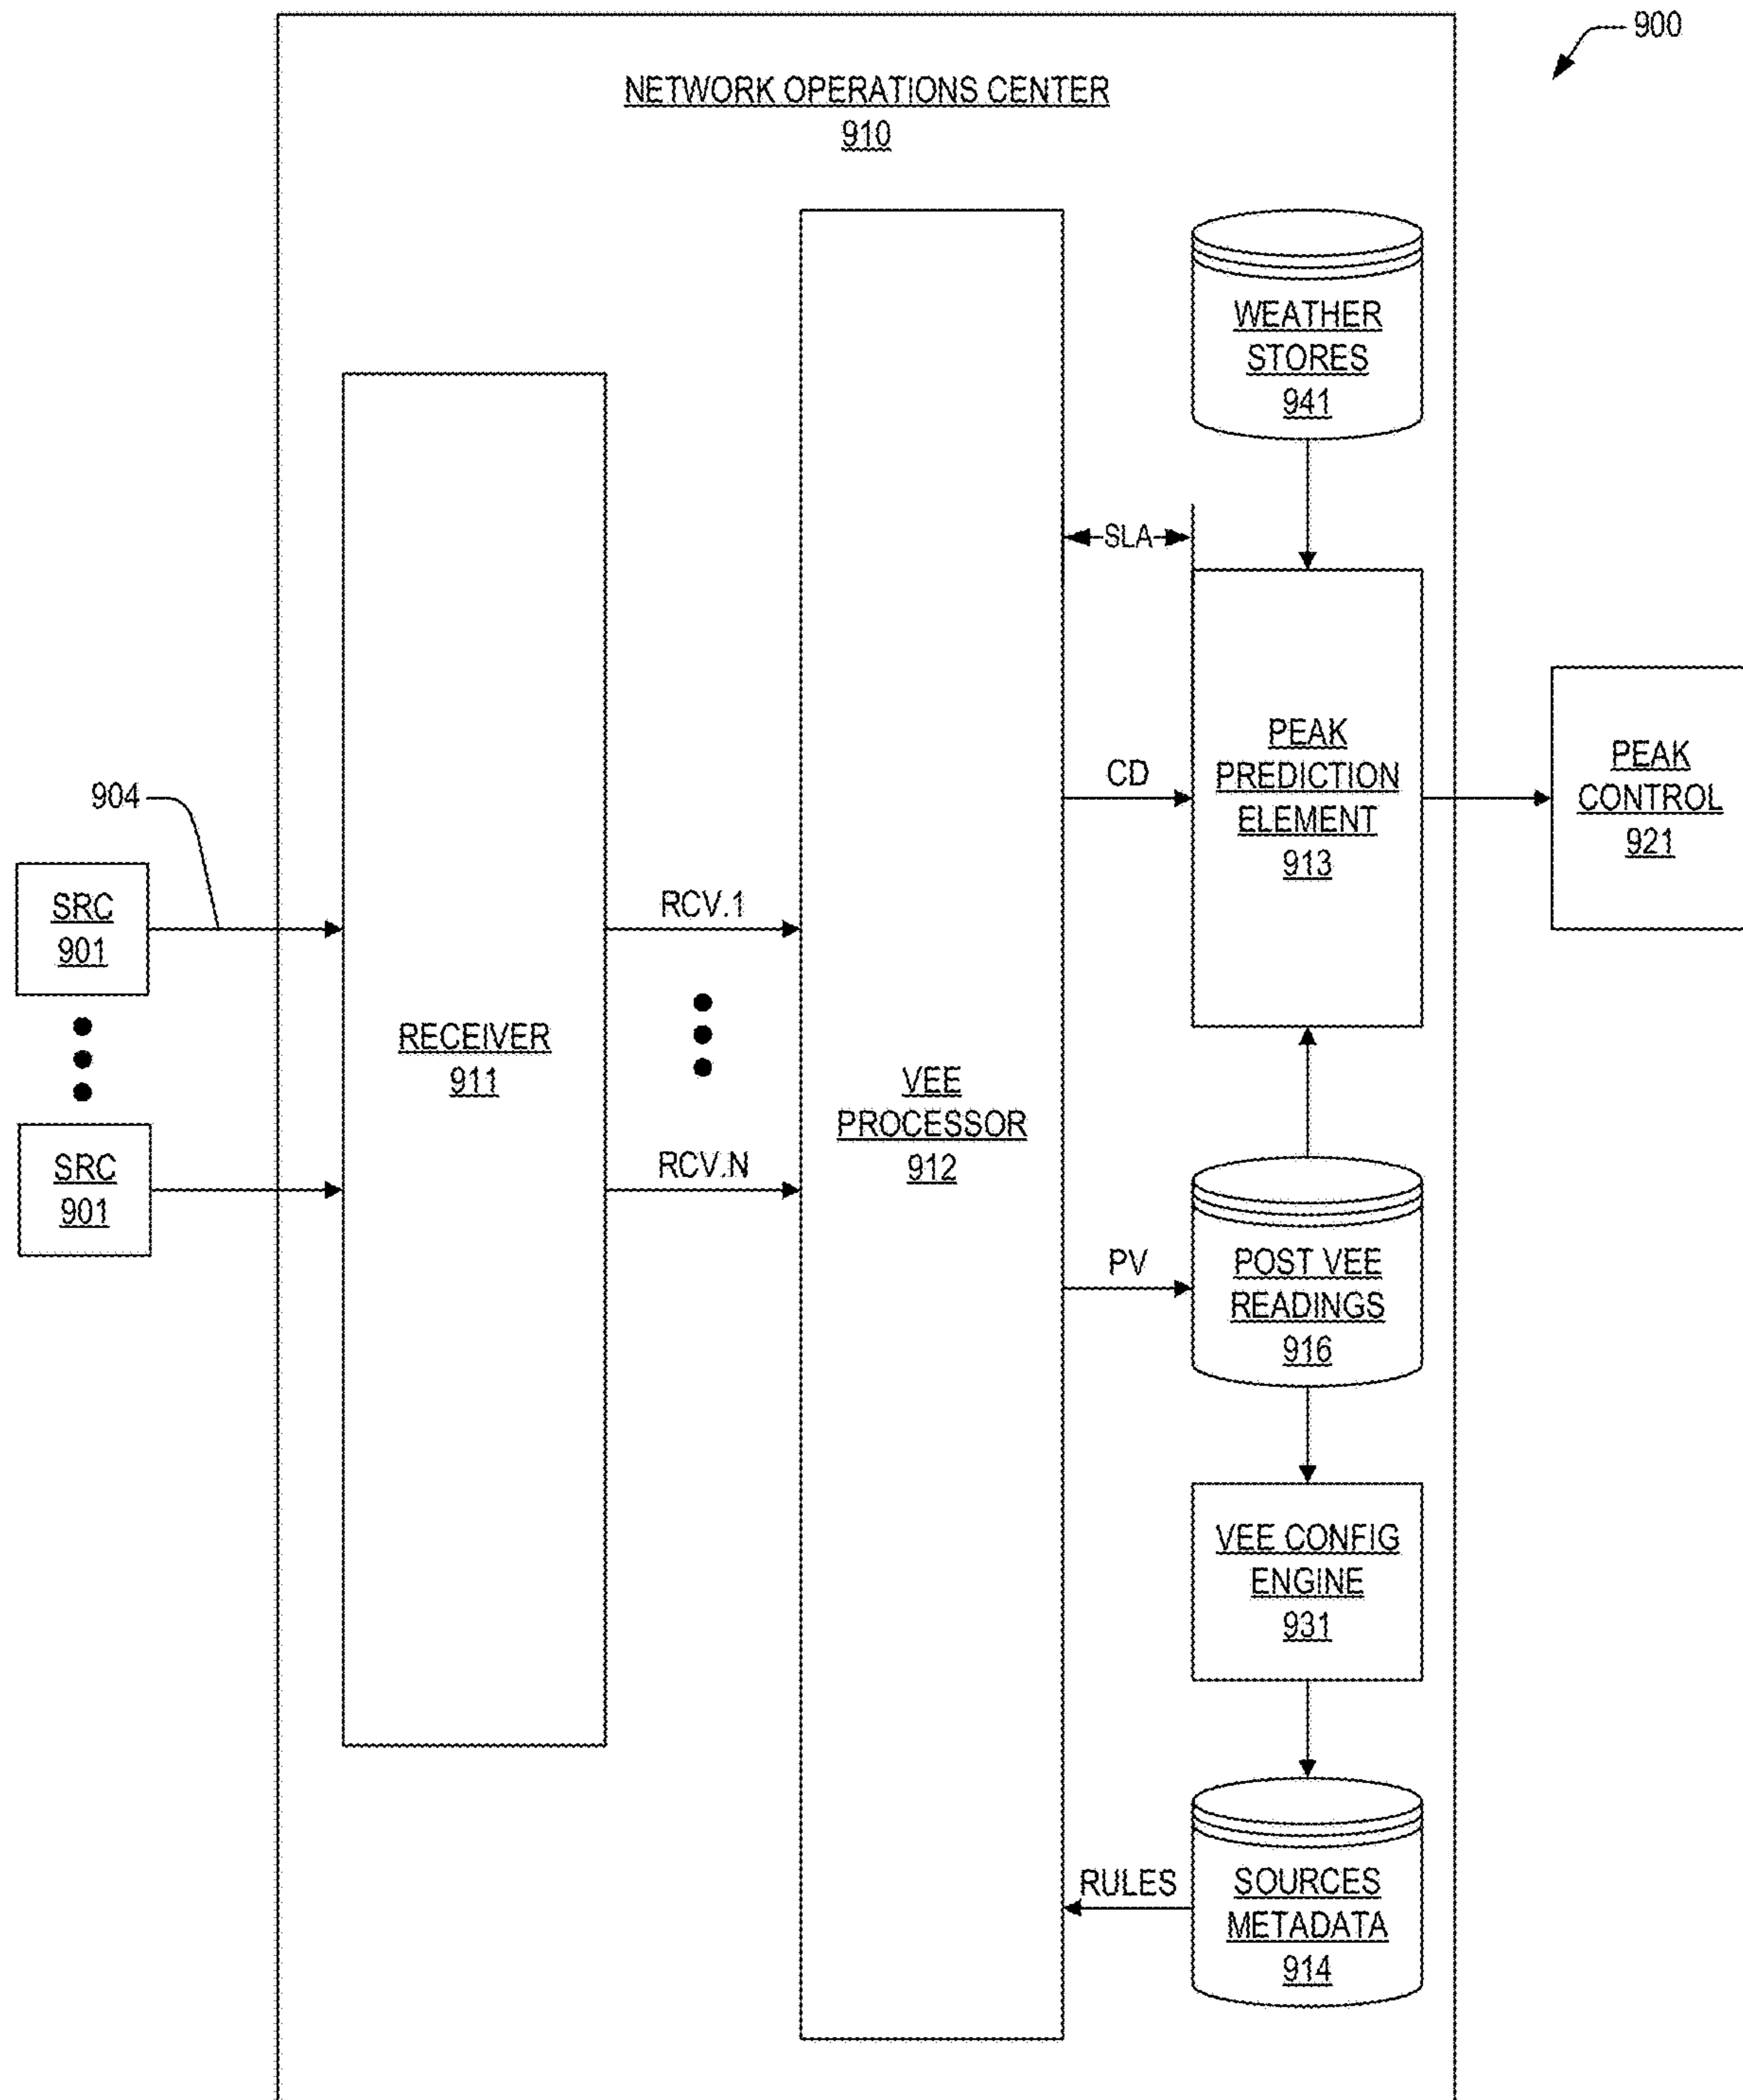 900
NETWORK OPERATIONS CENTER
910
WEATHER
STORES
941
SLA
PEAK
PREDICTION
ELEMENT
913
CD
PEAK
CONTROL
921
904
SRC
901
RCV.1
RECEIVER
911
VEE
PROCESSOR
912
SRC
901
RCV.N
PV
POST VEE
READINGS
916
VEE CONFIG
ENGINE
931
RULES
SOURCES
METADATA
914